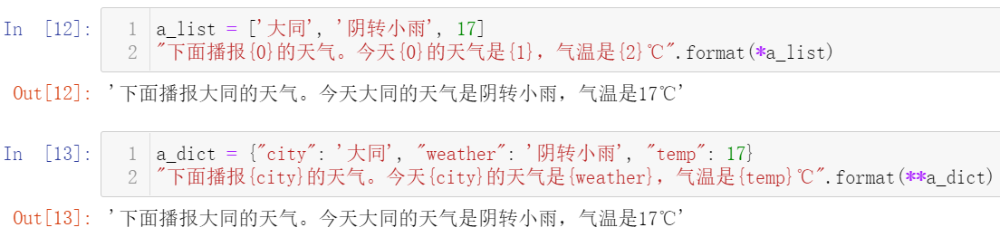 In [12]: 1 a_list = ['大同', '阴转小雨', 17]
2 "下面播报{0}的天气。今天{0}的天气是{1}，气温是{2}℃".format(*a_list)
Out[12]: '下面播报大同的天气。今天大同的天气是阴转小雨，气温是17℃'
In [13]: 1 a_dict = {"city": '大同', "weather": '阴转小雨', "temp": 17}
2 "下面播报{city}的天气。今天{city}的天气是{weather}，气温是{temp}℃".format(**a_dict)
Out[13]: '下面播报大同的天气。今天大同的天气是阴转小雨，气温是17℃'